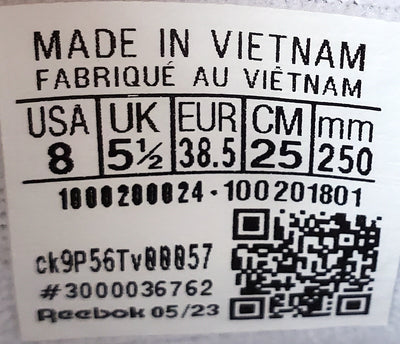 MADE IN VIETNAM
FABRIQUÉ AU VIÊTNAM
USA UK EUR CM mm
8 5½ 38.5 25 250
1000200024-100201801
ck9P56Tv00057
#3000036762
Reebok 05/23